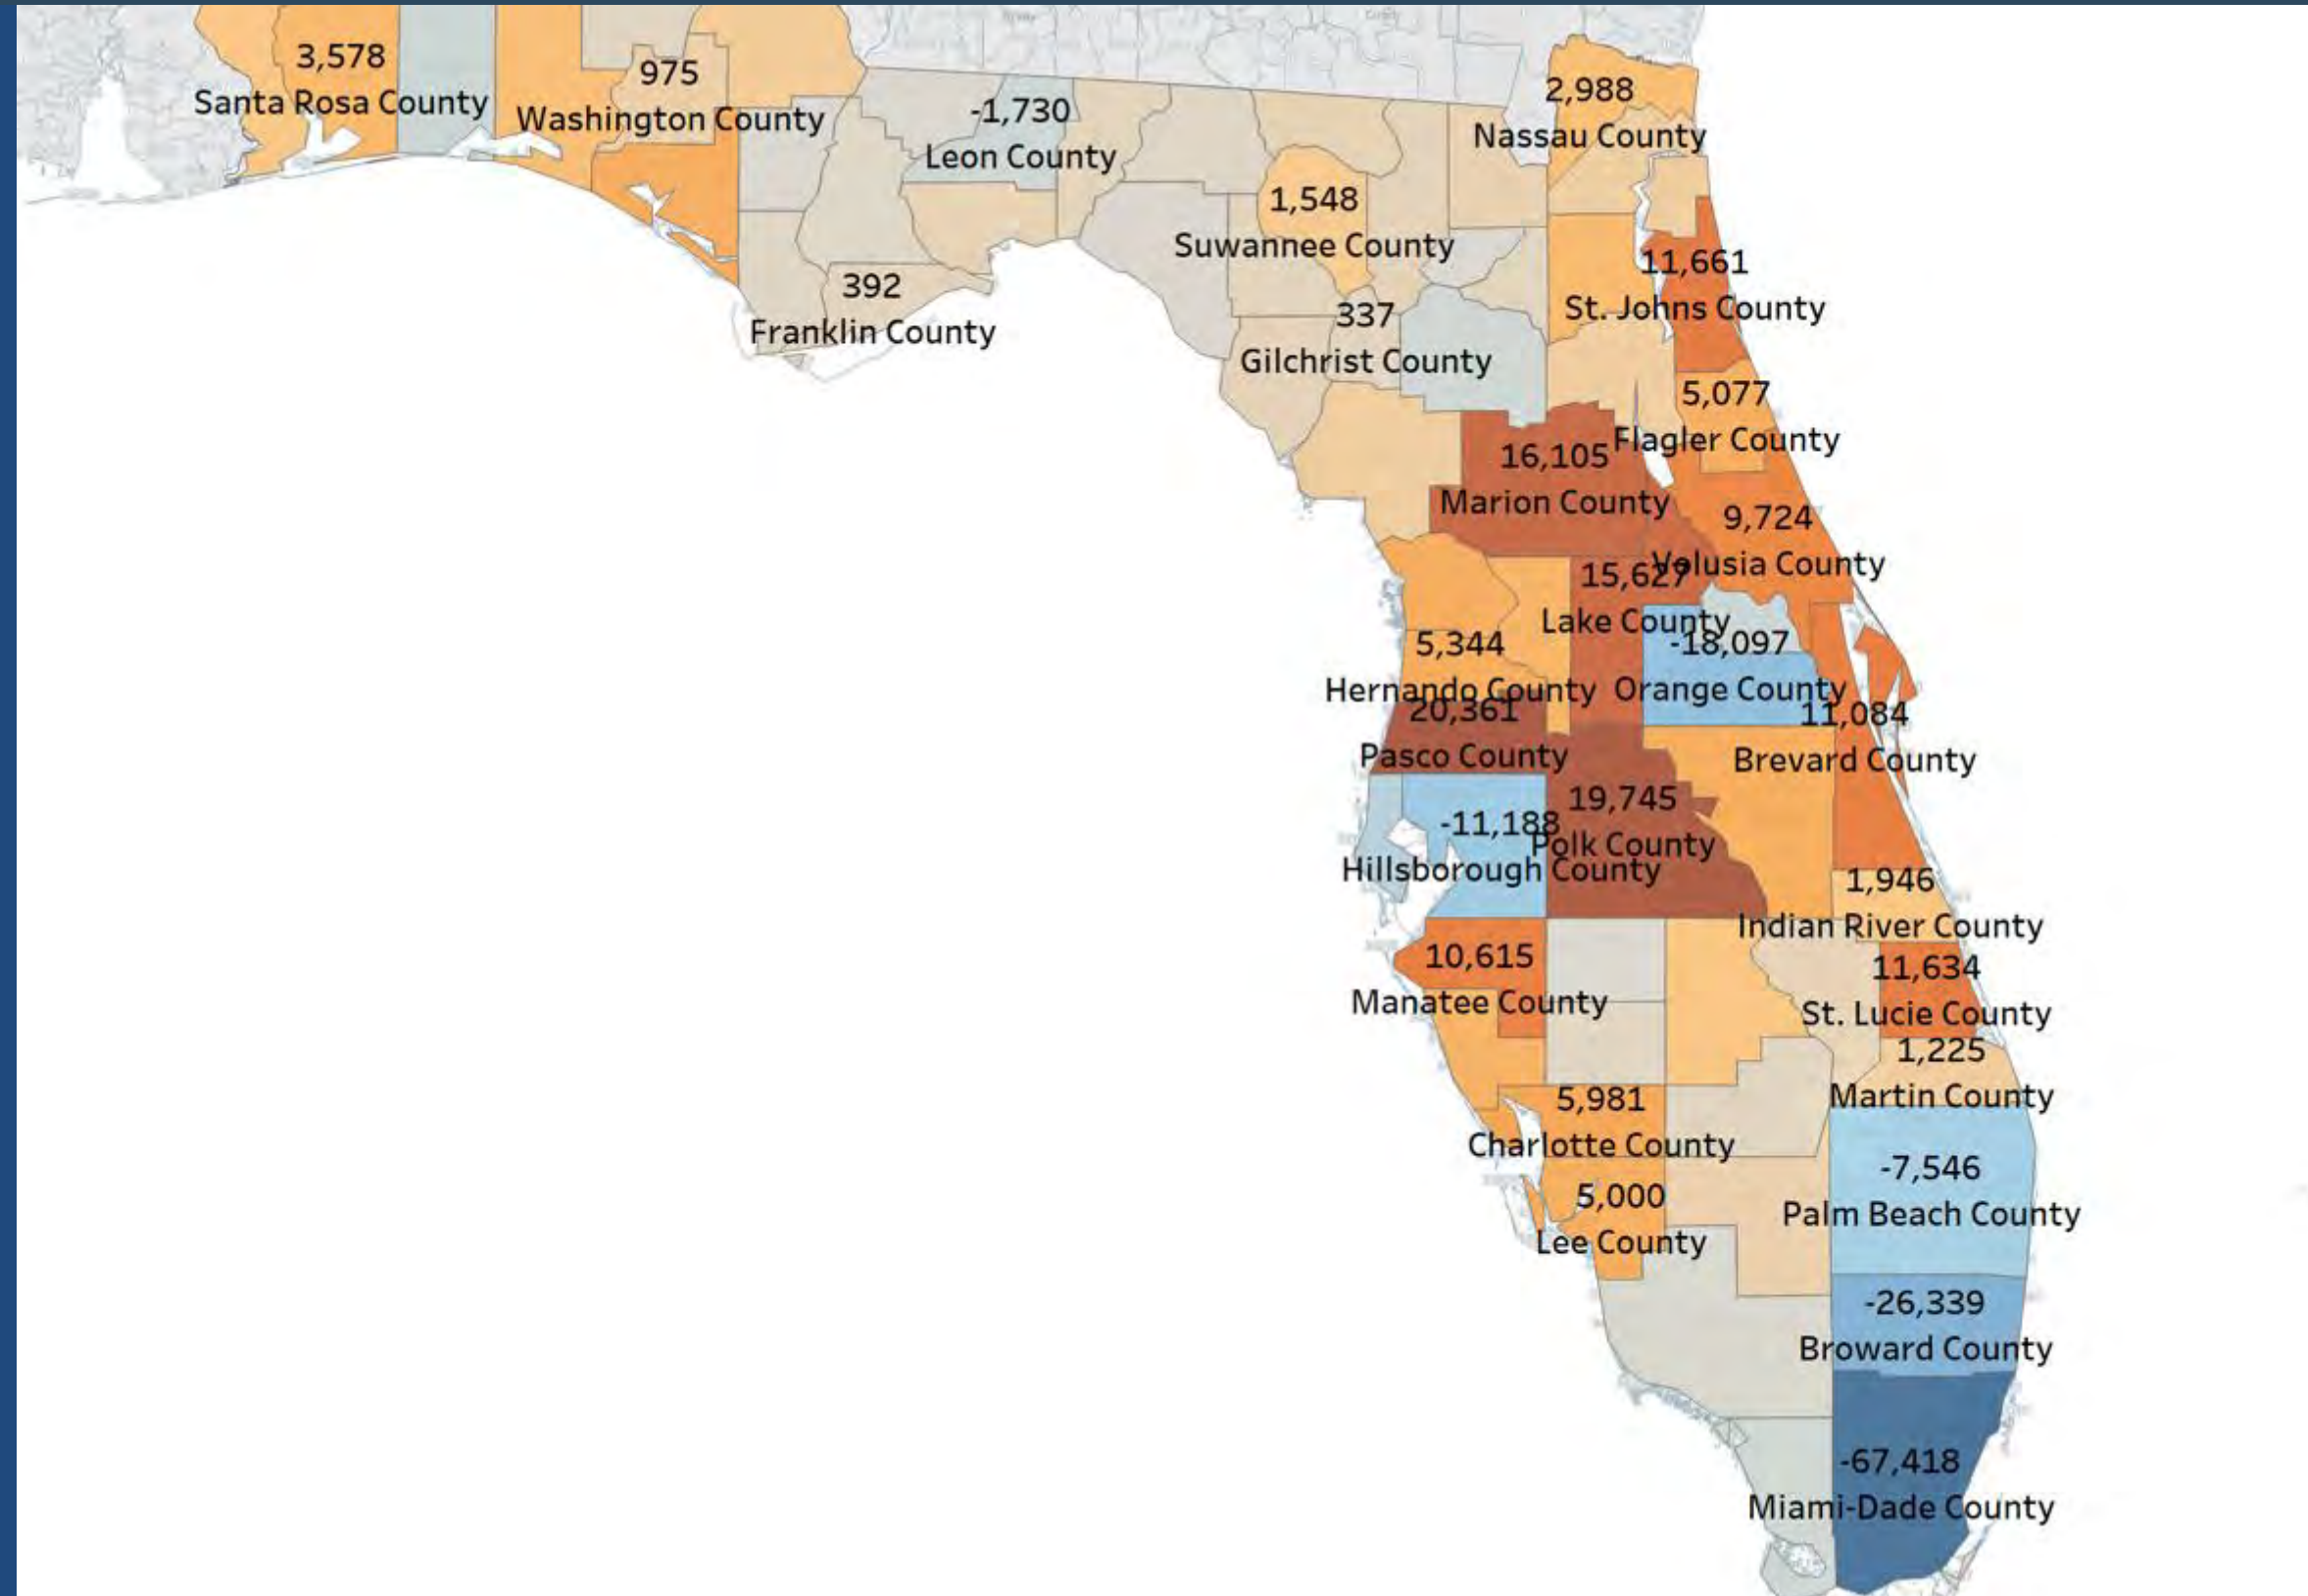 3,578
Santa Rosa County
975
Washington County
-1,730
Leon County
2,988
Nassau County
1,548
Suwannee County
11,661
St. Johns County
392
Franklin County
337
Gilchrist County
5,077
Flagler County
16,105
Marion County
9,724
Volusia County
15,627
Lake County
-18,097
Orange County
5,344
Hernando County
20,361
Pasco County
11,084
Brevard County
19,745
Polk County
-11,188
Hillsborough County
1,946
Indian River County
10,615
Manatee County
11,634
St. Lucie County
1,225
Martin County
5,981
Charlotte County
-7,546
Palm Beach County
5,000
Lee County
-26,339
Broward County
-67,418
Miami-Dade County